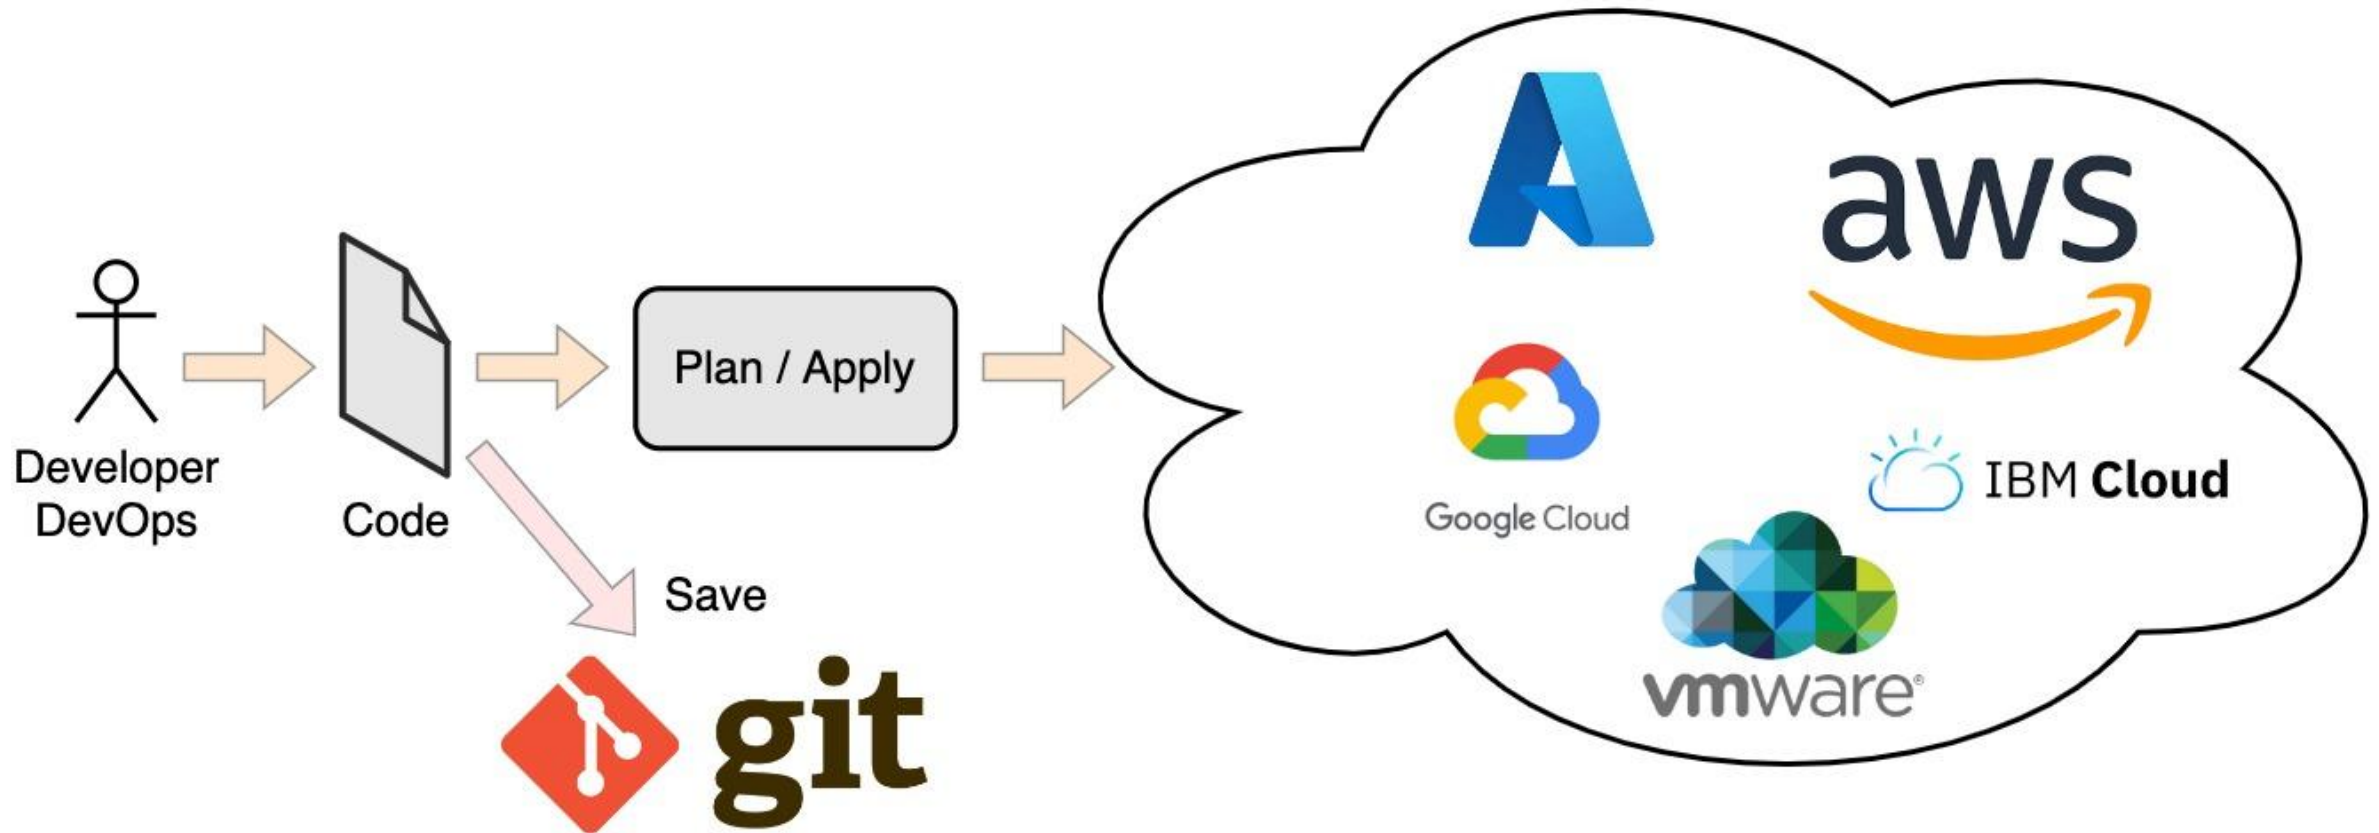 Developer
DevOps
Code
Plan / Apply
Save
git
aws
Google Cloud
IBM Cloud
vmware®